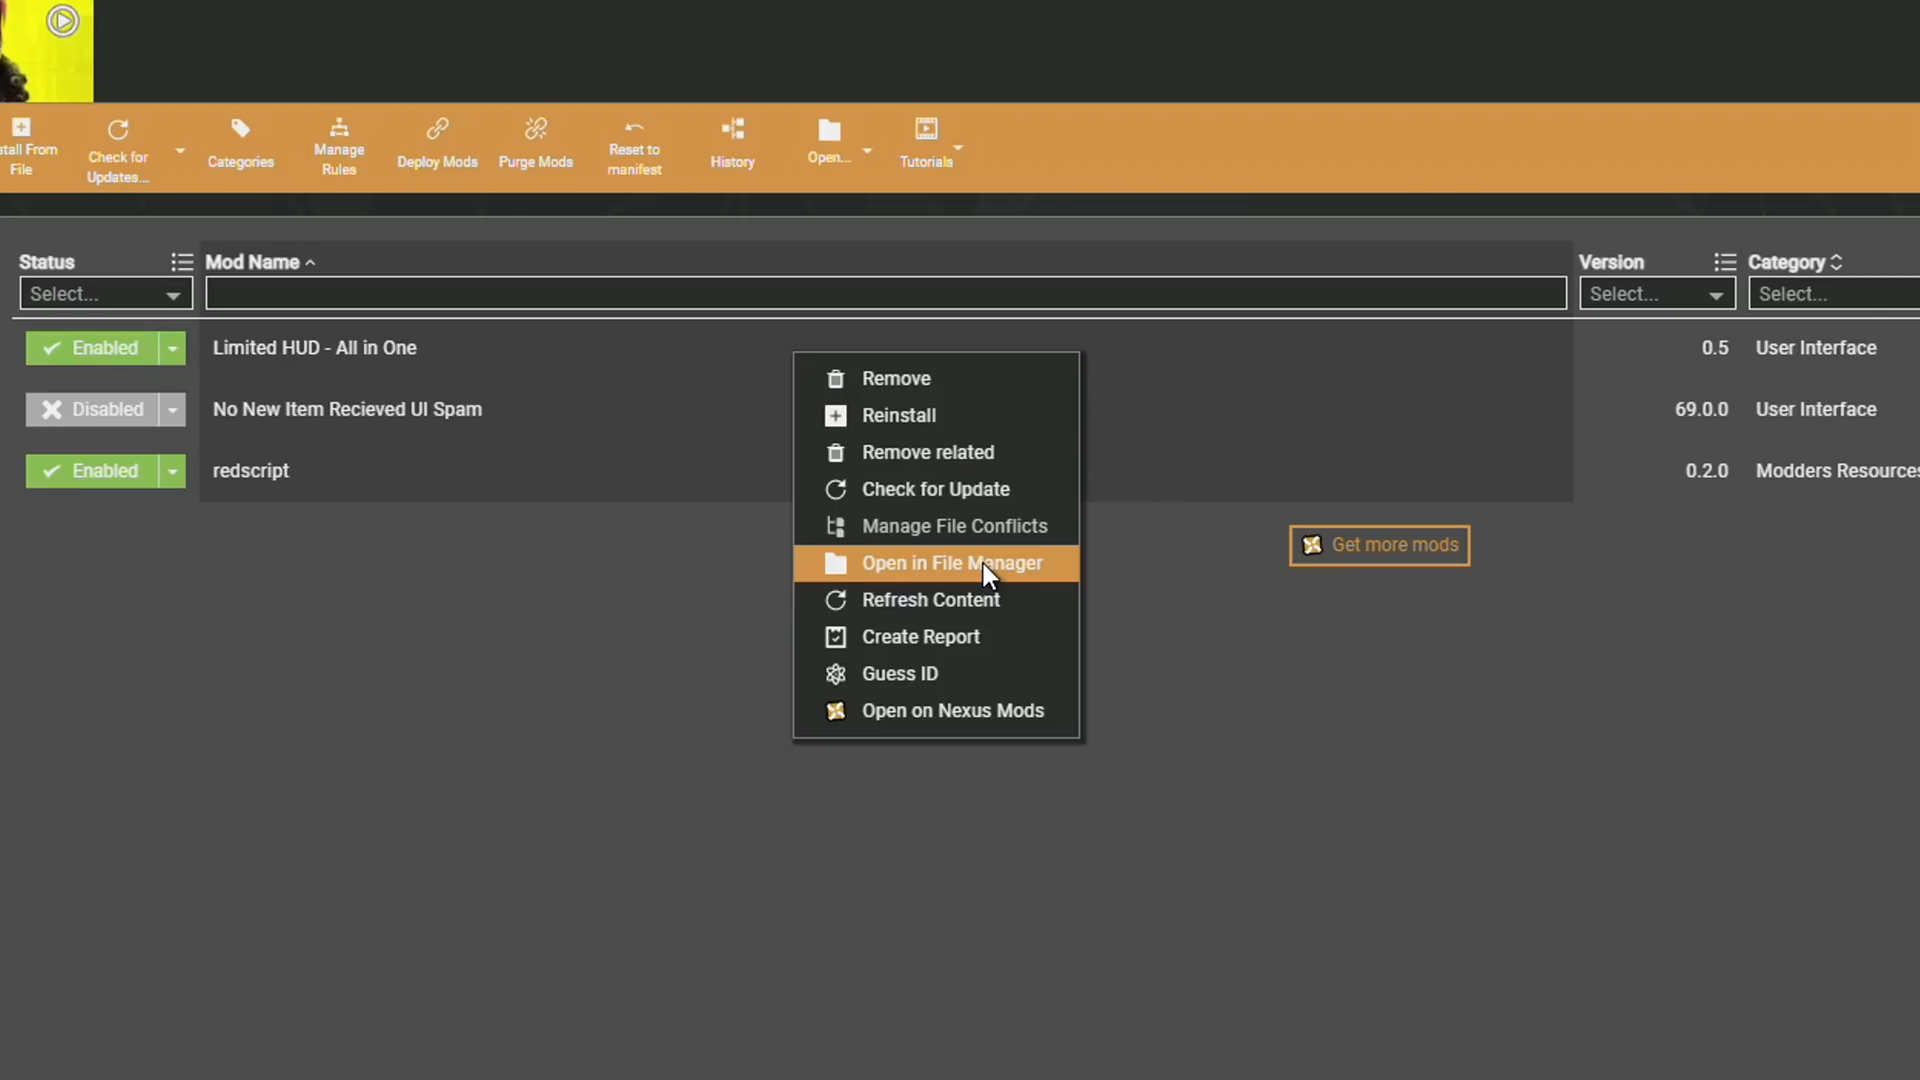 stall From
File
Check for
Updates...
Categories
Manage
Rules
Deploy Mods
Purge Mods
Reset to
manifest
History
Open...
Tutorials
Status
Mod Name
Version
Category
Select...
Select...
Select...
Enabled
Limited HUD - All in One
0.5
User Interface
Disabled
No New Item Recieved UI Spam
69.0.0
User Interface
Enabled
redscript
0.2.0
Modders Resources
Remove
Reinstall
Remove related
Check for Update
Manage File Conflicts
Open in File Manager
Refresh Content
Create Report
Guess ID
Open on Nexus Mods
Get more mods